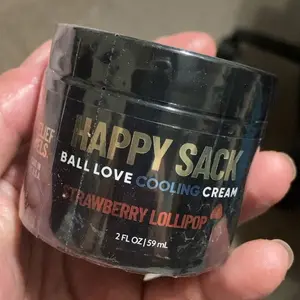 HAPPY SACK
BALL LOVE COOLING CREAM
STRAWBERRY LOLLIPOP
2 FL OZ | 59 mL